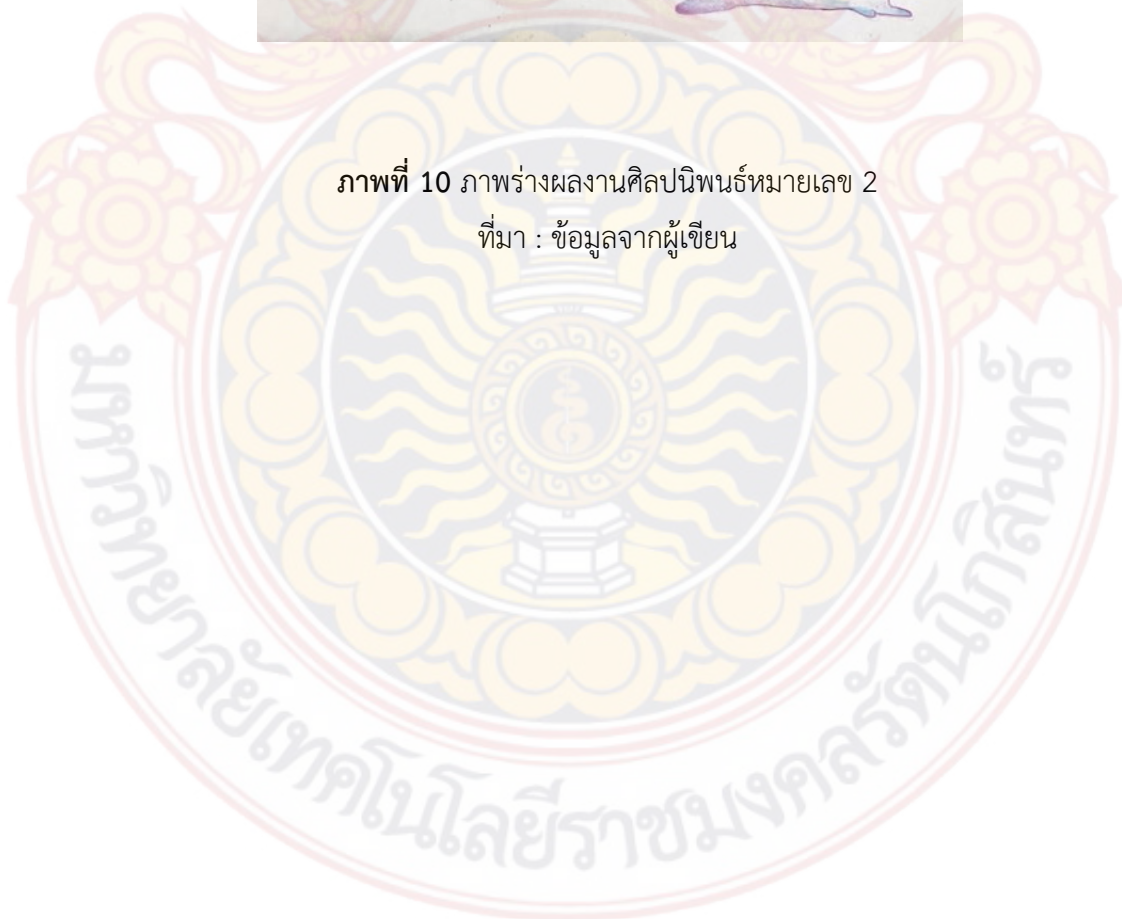 ภาพที่ 10 ภาพร่างผลงานศิลปนิพนธ์หมายเลข 2
ที่มา : ข้อมูลจากผู้เขียน
มหาวิทยาลัยเทคโนโลยีราชมงคลรัตนโกสินทร์